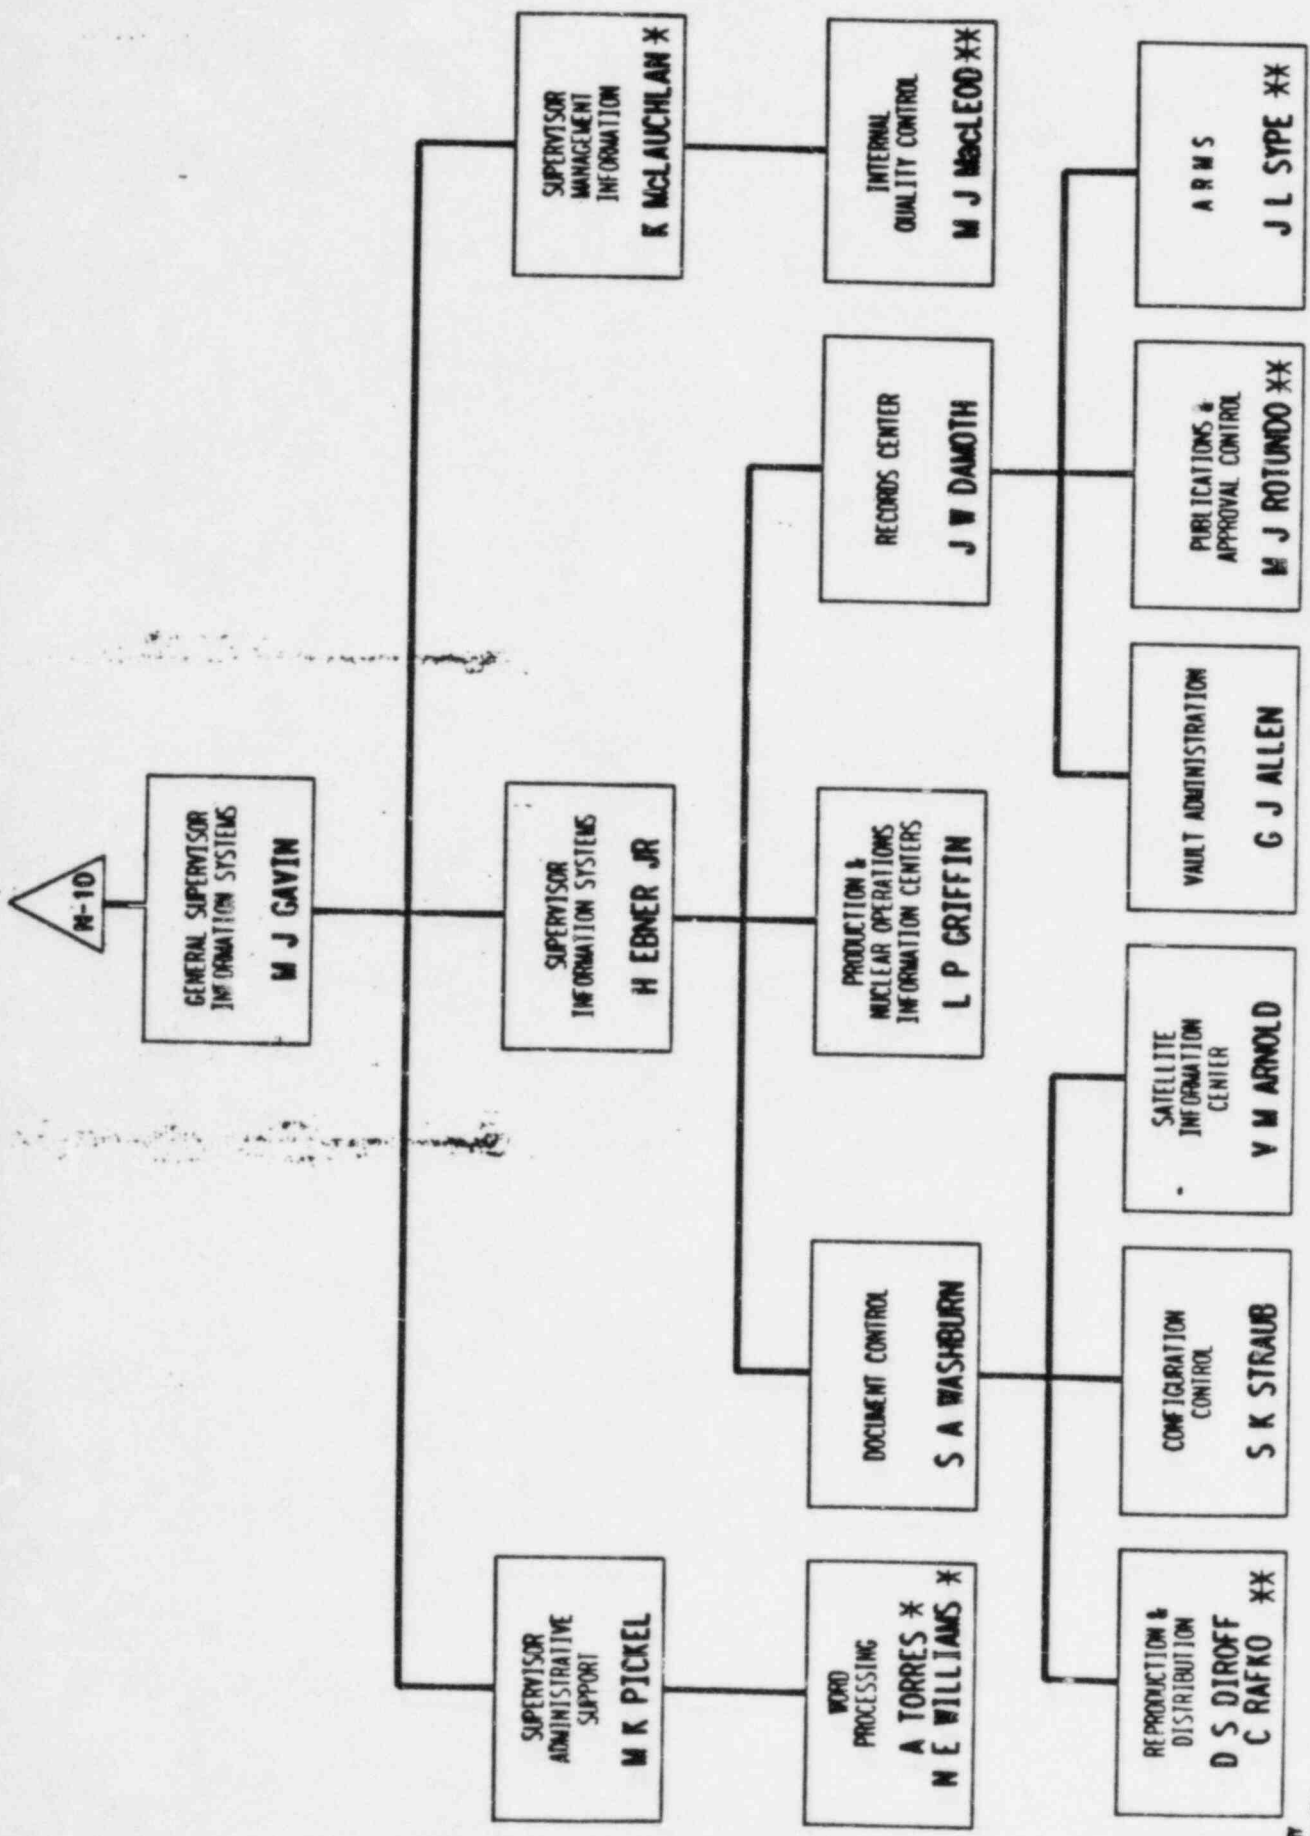 N-10
GENERAL SUPERVISOR
INFORMATION SYSTEMS
W J GAVIN
SUPERVISOR
ADMINISTRATIVE
SUPPORT
M K PICKEL
SUPERVISOR
INFORMATION SYSTEMS
H EBNER JR
SUPERVISOR
MANAGEMENT
INFORMATION
K McLAUCHLAN *
WORD
PROCESSING
A TORRES *
N E WILLIAMS *
DOCUMENT CONTROL
S A WASHBURN
PRODUCTION &
NUCLEAR OPERATIONS
INFORMATION CENTERS
L P GRIFFIN
RECORDS CENTER
J W DAMOTH
INTERNAL
QUALITY CONTROL
M J MacLEOD **
REPRODUCTION &
DISTRIBUTION
D S DIROFF
C RAFKO **
CONFIGURATION
CONTROL
S K STRAUB
SATELLITE
INFORMATION
CENTER
V M ARNOLD
VAULT ADMINISTRATION
G J ALLEN
PUBLICATIONS &
APPROVAL CONTROL
M J ROTUNDO **
A R M S
J L SYPE **